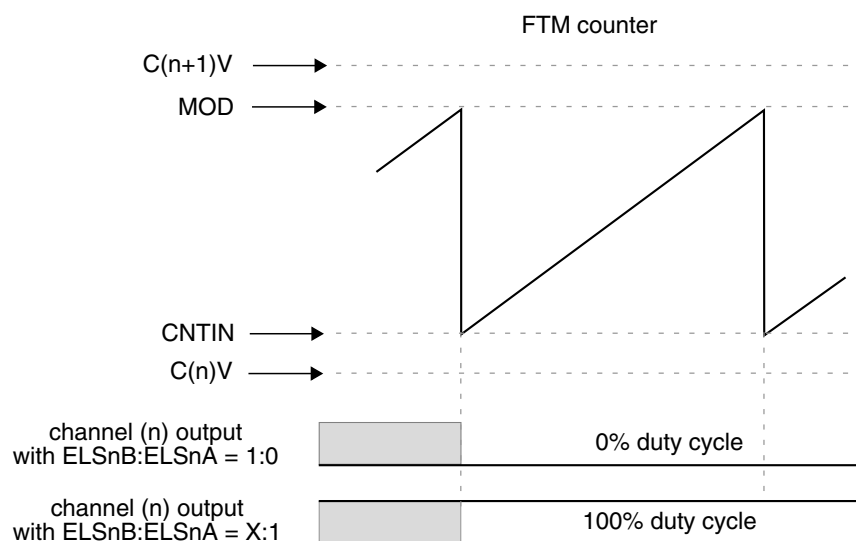 FTM counter
C(n+1)V
MOD
CNTIN
C(n)V
channel (n) output
with ELSnB:ELSnA = 1:0
0% duty cycle
channel (n) output
with ELSnB:ELSnA = X:1
100% duty cycle